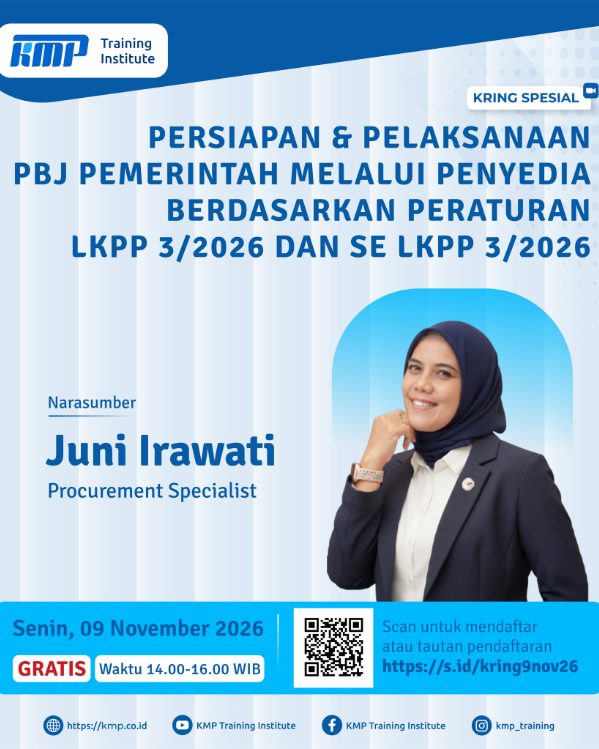 KMP Training
Institute
KRING SPESIAL
PERSIAPAN & PELAKSANAAN
PBJ PEMERINTAH MELALUI PENYEDIA
BERDASARKAN PERATURAN
LKPP 3/2026 DAN SE LKPP 3/2026
Narasumber
Juni Irawati
Procurement Specialist
Senin, 09 November 2026
GRATIS Waktu 14.00-16.00 WIB
Scan untuk mendaftar
atau tautan pendaftaran
https://s.id/kring9nov26
https://kmp.co.id KMP Training Institute KMP Training Institute kmp_training